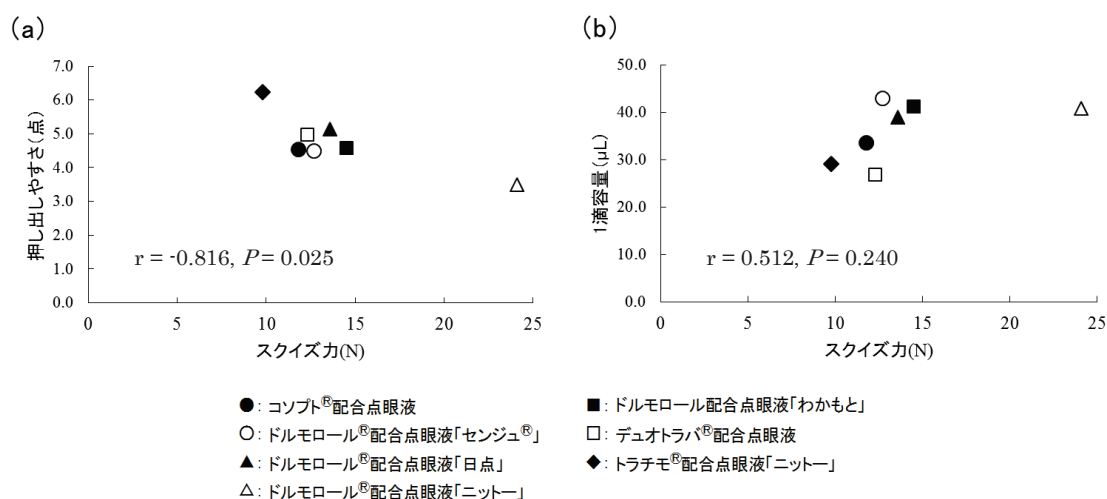 (a)
7.0
6.0
5.0
4.0
3.0
2.0
1.0
0.0
押し出しやすさ(点)
r = -0.816, P = 0.025
0 5 10 15 20 25
スクイズ力(N)
(b)
50.0
40.0
30.0
20.0
10.0
0.0
1滴容量(μL)
r = 0.512, P = 0.240
0 5 10 15 20 25
スクイズ力(N)
●: コソプト®配合点眼液
○: ドルモロール®配合点眼液「センジュ®」
▲: ドルモロール®配合点眼液「日点」
△: ドルモロール®配合点眼液「ニットー」
■: ドルモロール配合点眼液「わかもと」
□: デュオトラバ®配合点眼液
◆: トラチモ®配合点眼液「ニットー」